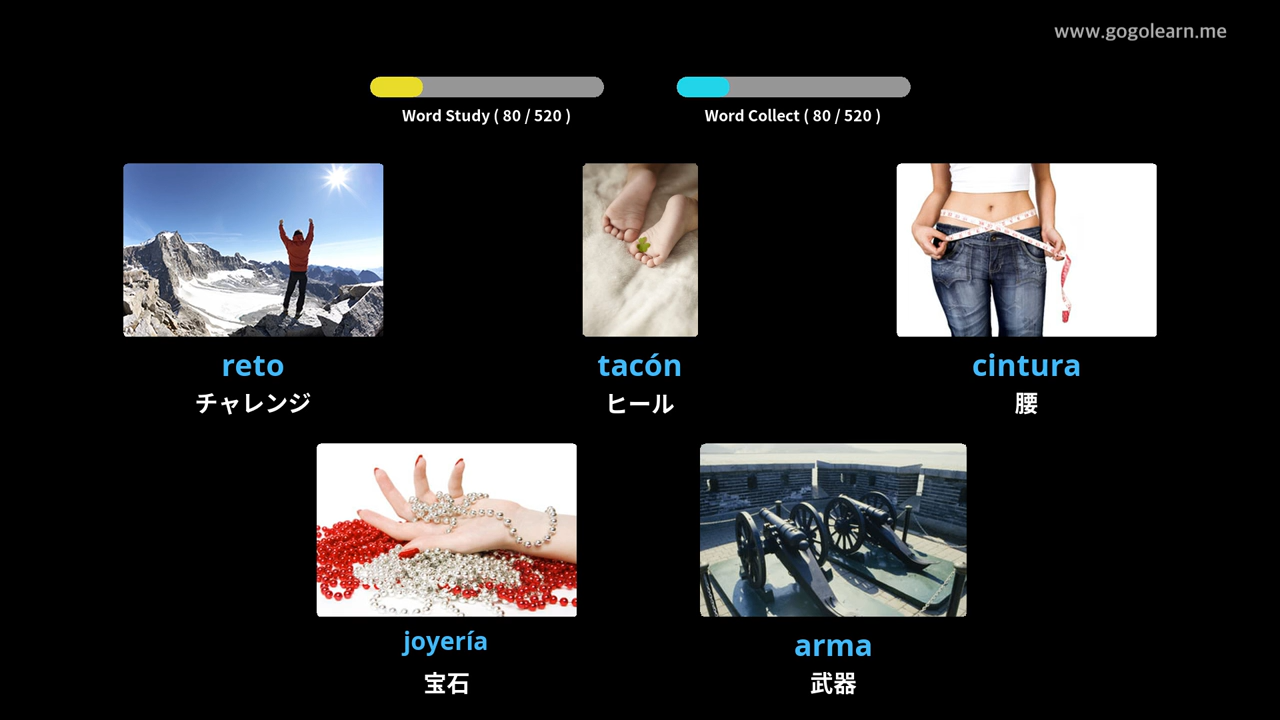 www.gogolearn.me
Word Study ( 80 / 520 )
Word Collect ( 80 / 520 )
reto
チャレンジ
tacón
ヒール
cintura
腰
joyería
宝石
arma
武器